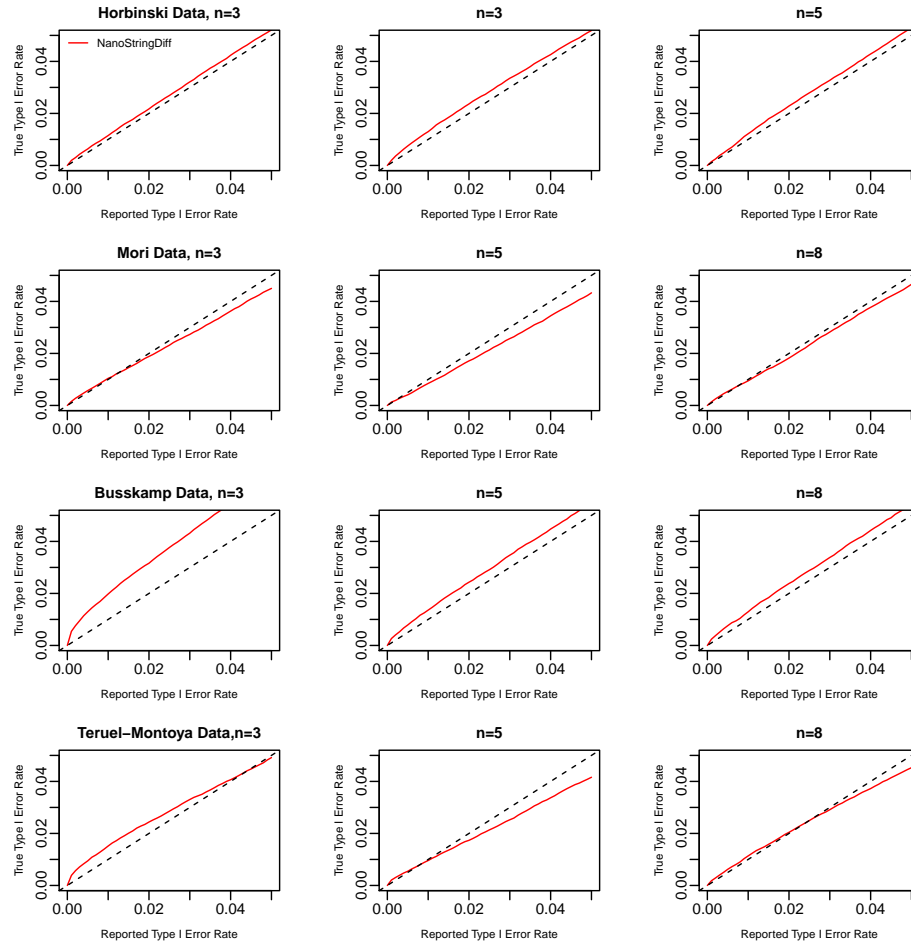 Horbinski Data, n=3
NanoStringDiff
True Type I Error Rate
0.00 0.02 0.04
0.00 0.02 0.04
Reported Type I Error Rate
n=3
True Type I Error Rate
0.00 0.02 0.04
0.00 0.02 0.04
Reported Type I Error Rate
n=5
True Type I Error Rate
0.00 0.02 0.04
0.00 0.02 0.04
Reported Type I Error Rate
Mori Data, n=3
True Type I Error Rate
0.00 0.02 0.04
0.00 0.02 0.04
Reported Type I Error Rate
n=5
True Type I Error Rate
0.00 0.02 0.04
0.00 0.02 0.04
Reported Type I Error Rate
n=8
True Type I Error Rate
0.00 0.02 0.04
0.00 0.02 0.04
Reported Type I Error Rate
Busskamp Data, n=3
True Type I Error Rate
0.00 0.02 0.04
0.00 0.02 0.04
Reported Type I Error Rate
n=5
True Type I Error Rate
0.00 0.02 0.04
0.00 0.02 0.04
Reported Type I Error Rate
n=8
True Type I Error Rate
0.00 0.02 0.04
0.00 0.02 0.04
Reported Type I Error Rate
Teruel−Montoya Data,n=3
True Type I Error Rate
0.00 0.02 0.04
0.00 0.02 0.04
Reported Type I Error Rate
n=5
True Type I Error Rate
0.00 0.02 0.04
0.00 0.02 0.04
Reported Type I Error Rate
n=8
True Type I Error Rate
0.00 0.02 0.04
0.00 0.02 0.04
Reported Type I Error Rate